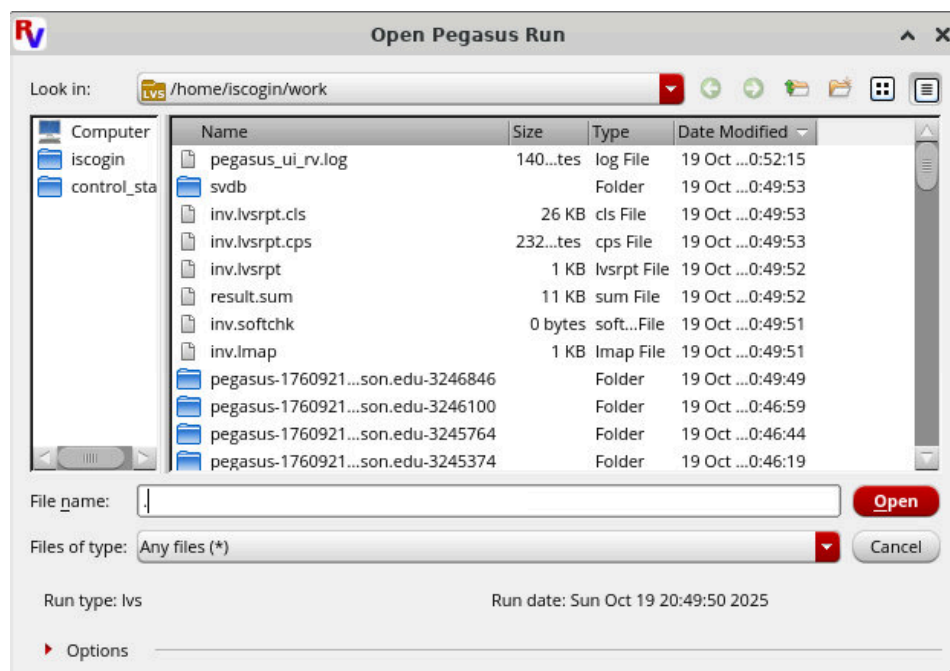 RV
Open Pegasus Run
Look in: LVS /home/iscogin/work
Computer
iscogin
control_sta
Name Size Type Date Modified
pegasus_ui_rv.log 140...tes log File 19 Oct ...0:52:15
svdb Folder 19 Oct ...0:49:53
inv.lvsrpt.cls 26 KB cls File 19 Oct ...0:49:53
inv.lvsrpt.cps 232...tes cps File 19 Oct ...0:49:53
inv.lvsrpt 1 KB lvsrpt File 19 Oct ...0:49:52
result.sum 11 KB sum File 19 Oct ...0:49:52
inv.softchk 0 bytes soft...File 19 Oct ...0:49:51
inv.lmap 1 KB lmap File 19 Oct ...0:49:51
pegasus-1760921...son.edu-3246846 Folder 19 Oct ...0:49:49
pegasus-1760921...son.edu-3246100 Folder 19 Oct ...0:46:59
pegasus-1760921...son.edu-3245764 Folder 19 Oct ...0:46:44
pegasus-1760921...son.edu-3245374 Folder 19 Oct ...0:46:19
File name: . Open
Files of type: Any files (*) Cancel
Run type: lvs Run date: Sun Oct 19 20:49:50 2025
Options